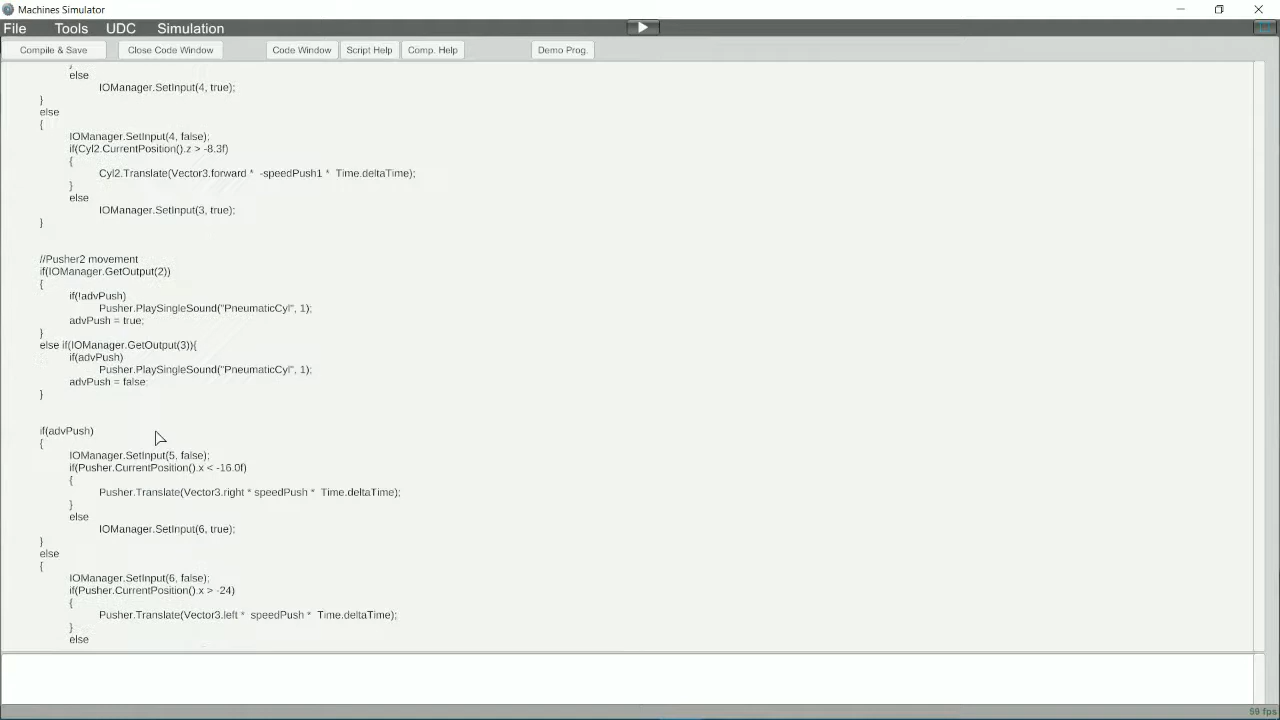 Machines Simulator
File Tools UDC Simulation
Compile & Save Close Code Window Code Window Script Help Comp. Help Demo Prog.
}
else
IOManager.SetInput(4, true);
}
else
{
IOManager.SetInput(4, false);
if(Cyl2.CurrentPosition().z > -8.3f)
{
Cyl2.Translate(Vector3.forward * -speedPush1 * Time.deltaTime);
}
else
IOManager.SetInput(3, true);
}
//Pusher2 movement
if(IOManager.GetOutput(2))
{
if(!advPush)
Pusher.PlaySingleSound("PneumaticCyl", 1);
advPush = true;
}
else if(IOManager.GetOutput(3)){
if(advPush)
Pusher.PlaySingleSound("PneumaticCyl", 1);
advPush = false;
}
if(advPush)
{
IOManager.SetInput(5, false);
if(Pusher.CurrentPosition().x < -16.0f)
{
Pusher.Translate(Vector3.right * speedPush * Time.deltaTime);
}
else
IOManager.SetInput(6, true);
}
else
{
IOManager.SetInput(6, false);
if(Pusher.CurrentPosition().x > -24)
{
Pusher.Translate(Vector3.left * speedPush * Time.deltaTime);
}
else
59 fps